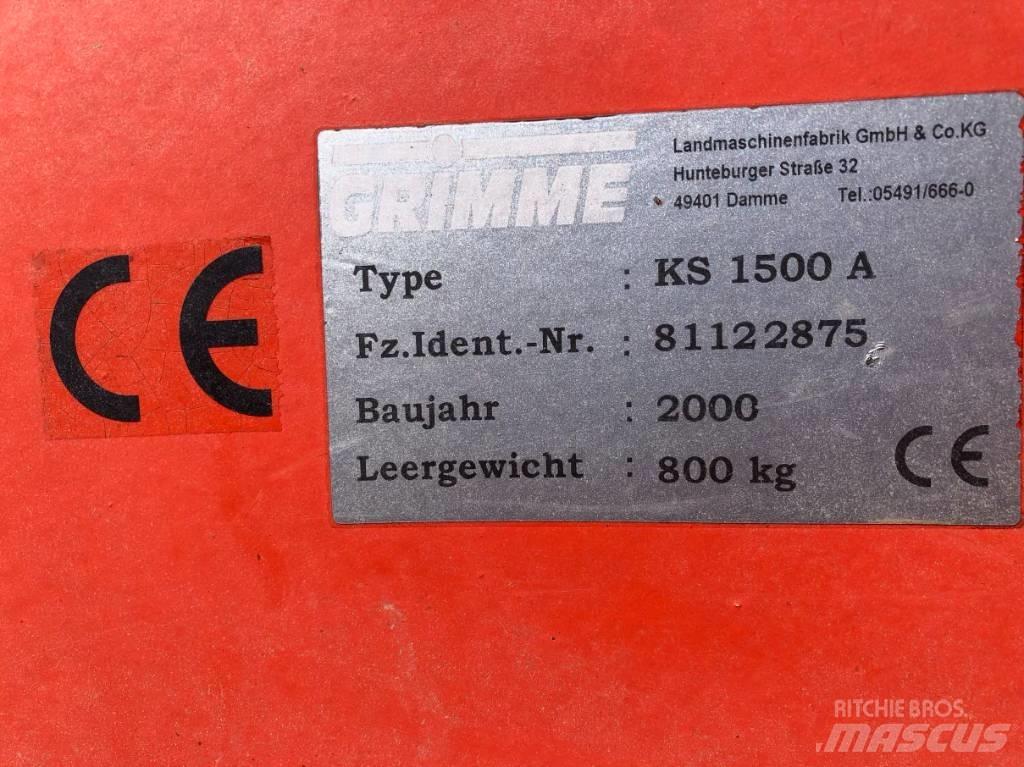 GRIMME
Landmaschinenfabrik GmbH & Co.KG
Hunteburger Straße 32
49401 Damme Tel.:05491/666-0
CE
Type : KS 1500 A
Fz.Ident.-Nr. : 81122875
Baujahr : 2000
Leergewicht : 800 kg
CE
RITCHIE BROS.
MASCUS